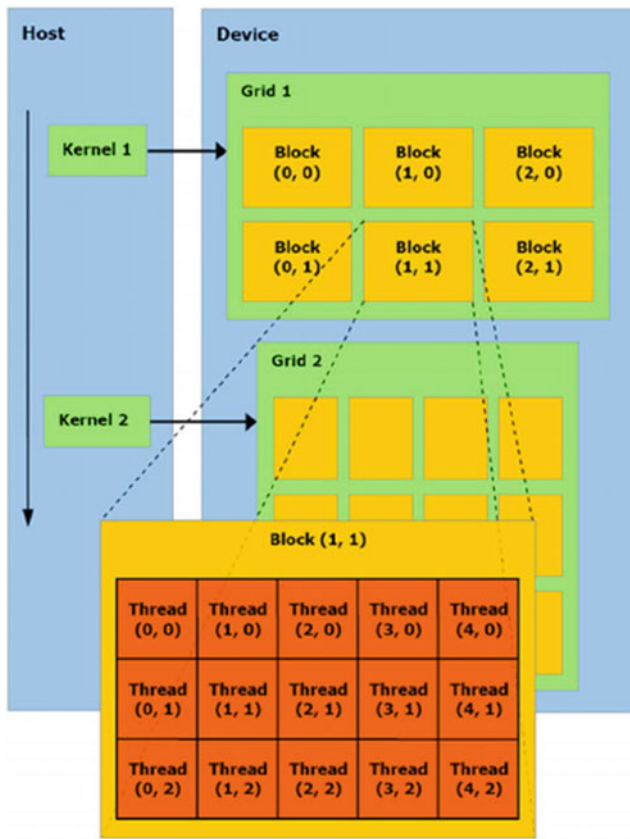 Host
Device
Grid 1
Kernel 1
Block
(0, 0)
Block
(1, 0)
Block
(2, 0)
Block
(0, 1)
Block
(1, 1)
Block
(2, 1)
Grid 2
Kernel 2
Block (1, 1)
Thread
(0, 0)
Thread
(1, 0)
Thread
(2, 0)
Thread
(3, 0)
Thread
(4, 0)
Thread
(0, 1)
Thread
(1, 1)
Thread
(2, 1)
Thread
(3, 1)
Thread
(4, 1)
Thread
(0, 2)
Thread
(1, 2)
Thread
(2, 2)
Thread
(3, 2)
Thread
(4, 2)